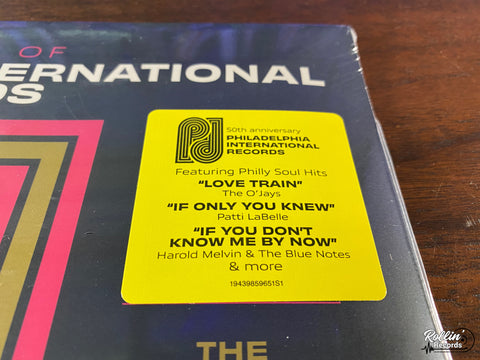 OF
ERNATIONAL
DS
50th anniversary
PHILADELPHIA
INTERNATIONAL
RECORDS
Featuring Philly Soul Hits
"LOVE TRAIN"
The O'Jays
"IF ONLY YOU KNEW"
Patti LaBelle
"IF YOU DON'T
KNOW ME BY NOW"
Harold Melvin & The Blue Notes
& more
19439859651S1
THE
Rollin'
Records